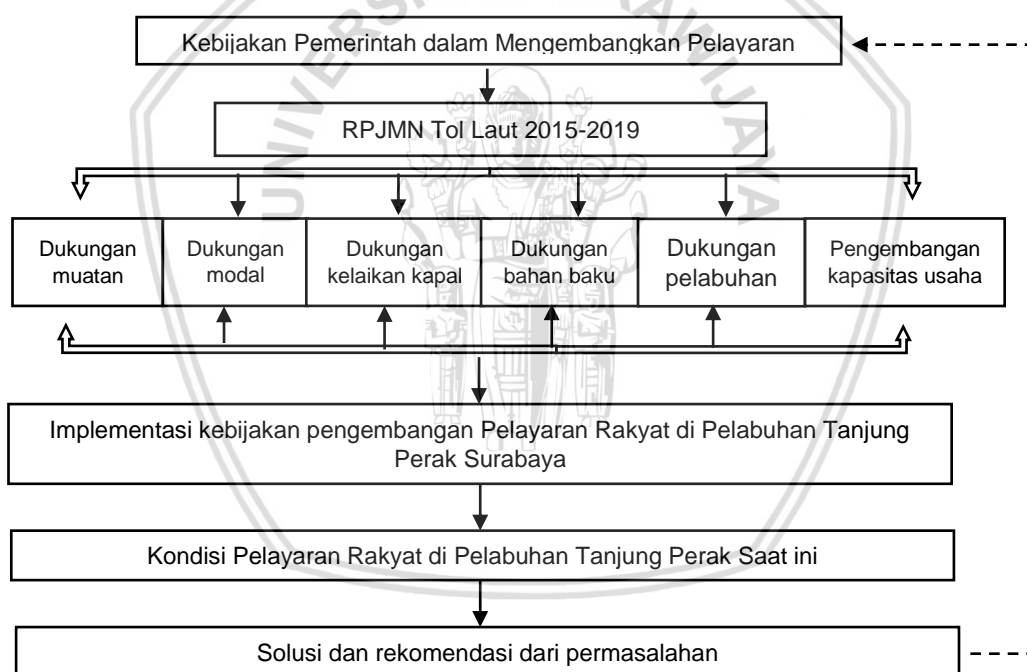 UNIVERSITAS BRAWIJAYA
Kebijakan Pemerintah dalam Mengembangkan Pelayaran
RPJMN Tol Laut 2015-2019
Dukungan
muatan
Dukungan
modal
Dukungan
kelaikan kapal
Dukungan
bahan baku
Dukungan
pelabuhan
Pengembangan
kapasitas usaha
Implementasi kebijakan pengembangan Pelayaran Rakyat di Pelabuhan Tanjung
Perak Surabaya
Kondisi Pelayaran Rakyat di Pelabuhan Tanjung Perak Saat ini
Solusi dan rekomendasi dari permasalahan